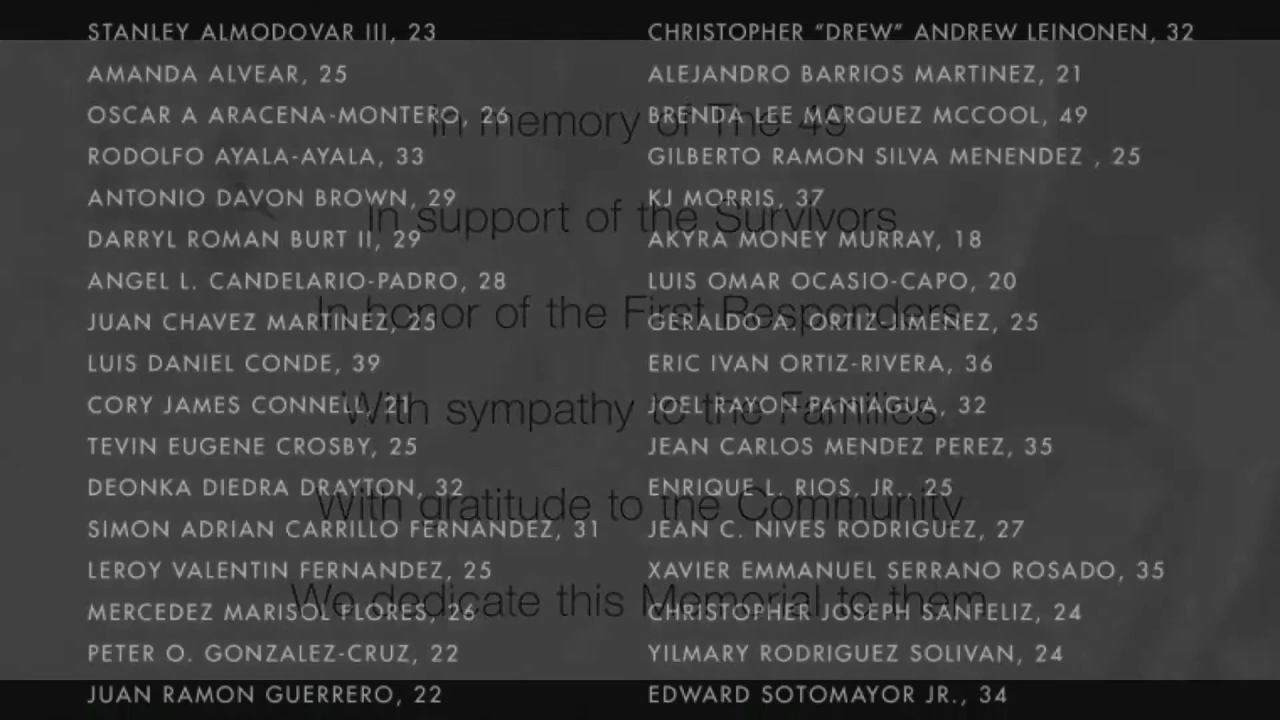 STANLEY ALMODOVAR III, 23
AMANDA ALVEAR, 25
OSCAR A ARACENA-MONTERO, 26
RODOLFO AYALA-AYALA, 33
ANTONIO DAVON BROWN, 29
DARRYL ROMAN BURT II, 29
ANGEL L. CANDELARIO-PADRO, 28
JUAN CHAVEZ MARTINEZ, 25
LUIS DANIEL CONDE, 39
CORY JAMES CONNELL, 21
TEVIN EUGENE CROSBY, 25
DEONKA DIEDRA DRAYTON, 32
SIMON ADRIAN CARRILLO FERNANDEZ, 31
LEROY VALENTIN FERNANDEZ, 25
MERCEDEZ MARISOL FLORES, 26
PETER O. GONZALEZ-CRUZ, 22
JUAN RAMON GUERRERO, 22
CHRISTOPHER “DREW” ANDREW LEINONEN, 32
ALEJANDRO BARRIOS MARTINEZ, 21
BRENDA LEE MARQUEZ MCCOOL, 49
GILBERTO RAMON SILVA MENENDEZ , 25
KJ MORRIS, 37
AKYRA MONEY MURRAY, 18
LUIS OMAR OCASIO-CAPO, 20
GERALDO A. ORTIZ-JIMENEZ, 25
ERIC IVAN ORTIZ-RIVERA, 36
JOEL RAYON PANIAGUA, 32
JEAN CARLOS MENDEZ PEREZ, 35
ENRIQUE L. RIOS, JR., 25
JEAN C. NIVES RODRIGUEZ, 27
XAVIER EMMANUEL SERRANO ROSADO, 35
CHRISTOPHER JOSEPH SANFELIZ, 24
YILMARY RODRIGUEZ SOLIVAN, 24
EDWARD SOTOMAYOR JR., 34
In memory of The 49
In support of the Survivors
In honor of the First Responders
With sympathy to the Families
With gratitude to the Community
We dedicate this Memorial to them